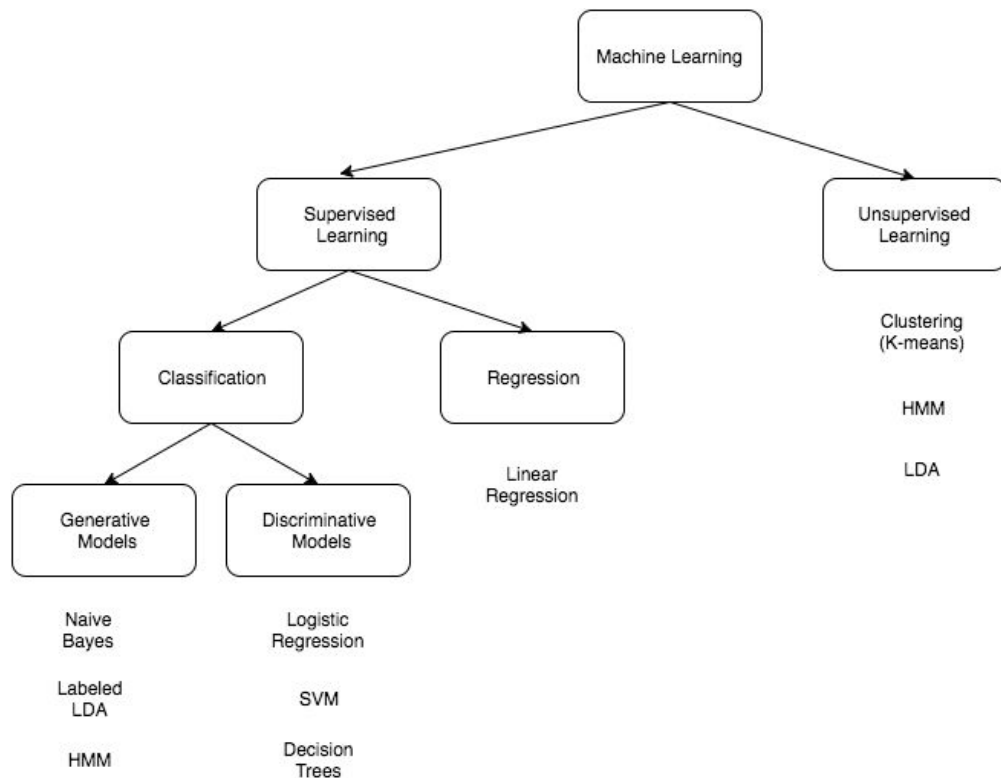 Machine Learning
Supervised
Learning
Unsupervised
Learning
Classification
Regression
Clustering
(K-means)
HMM
LDA
Linear
Regression
Generative
Models
Discriminative
Models
Naive
Bayes
Logistic
Regression
Labeled
LDA
SVM
HMM
Decision
Trees